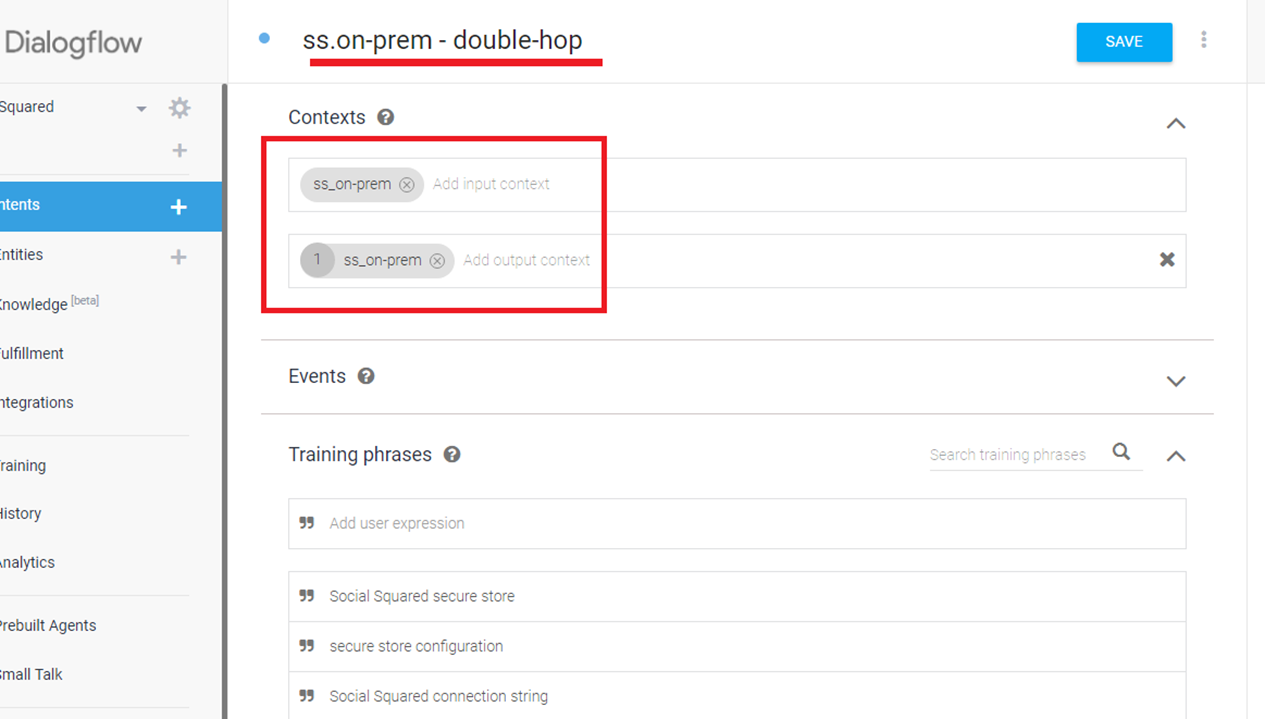 Dialogflow
ss.on-prem - double-hop
SAVE
Squared
Contexts ?
ss_on-prem Add input context
ntents
1 ss_on-prem Add output context
Entities
Knowledge [beta]
Fulfillment
Events ?
ntegrations
Training phrases ? Search training phrases
Training
History
Add user expression
Analytics
Social Squared secure store
Prebuilt Agents
secure store configuration
Small Talk
Social Squared connection string